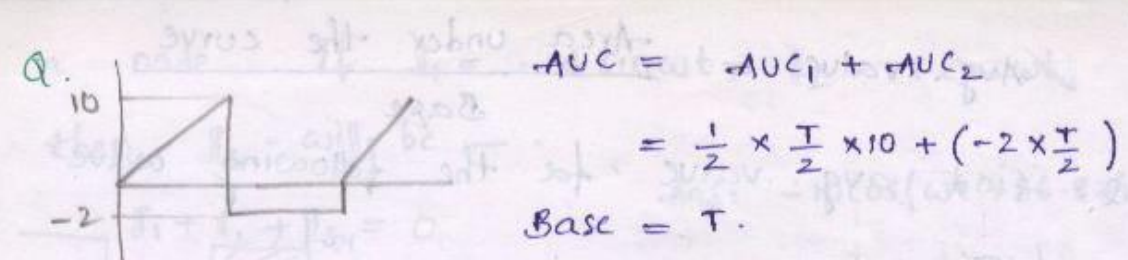 Q.
10
-2
AUC = AUC₁ + AUC₂
= 1/2 × T/2 × 10 + (-2 × T/2)
Base = T.